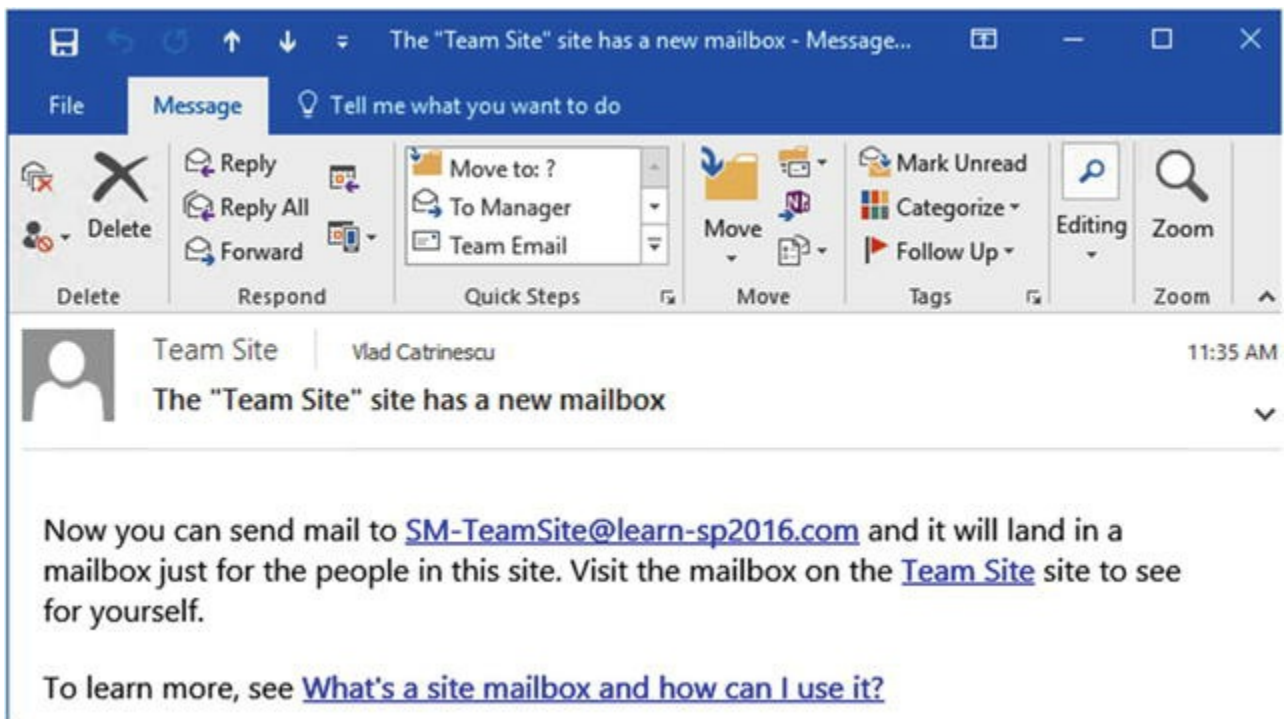 The "Team Site" site has a new mailbox - Message...
File Message Tell me what you want to do
Reply
Reply All
Forward
Delete
Move to: ?
To Manager
Team Email
Move
Mark Unread
Categorize
Follow Up
Editing
Zoom
Delete Respond Quick Steps Move Tags Zoom
Team Site Vlad Catrinescu 11:35 AM
The "Team Site" site has a new mailbox
Now you can send mail to SM-TeamSite@learn-sp2016.com and it will land in a
mailbox just for the people in this site. Visit the mailbox on the Team Site site to see
for yourself.
To learn more, see What's a site mailbox and how can I use it?